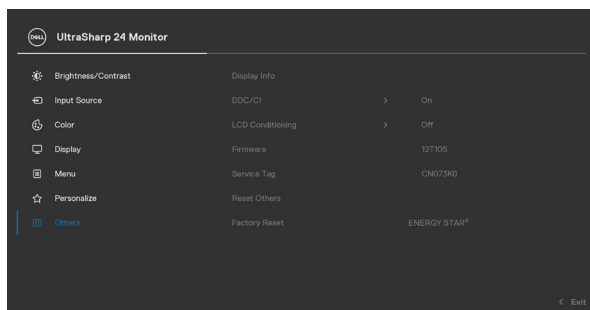 DELL UltraSharp 24 Monitor
Brightness/Contrast Display Info
Input Source DDC/CI > On
Color LCD Conditioning > Off
Display Firmware 12T105
Menu Service Tag CN073K0
Personalize Reset Others
Others Factory Reset ENERGY STAR®
< Exit